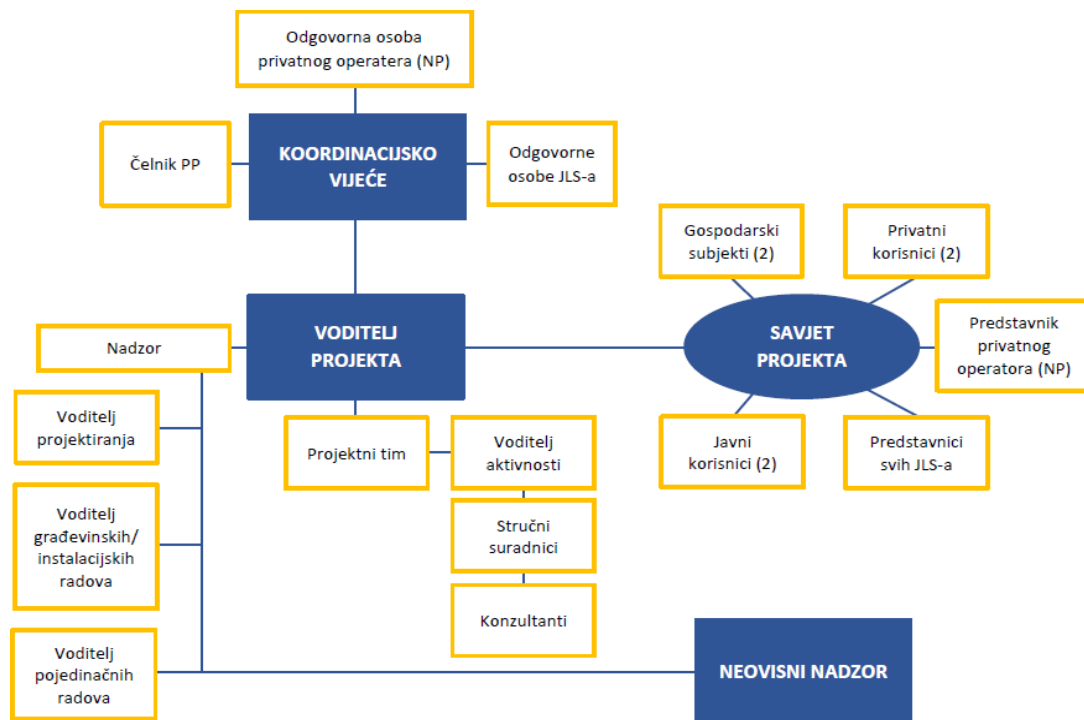 Odgovorna osoba
privatnog operatera (NP)
Čelnik PP
KOORDINACIJSKO
VIJEĆE
Odgovorne
osobe JLS-a
Gospodarski
subjekti (2)
Privatni
korisnici (2)
Nadzor
VODITELJ
PROJEKTA
SAVJET
PROJEKTA
Predstavnik
privatnog
operatora (NP)
Voditelj
projektiranja
Projektni tim
Voditelj
aktivnosti
Javni
korisnici (2)
Predstavnici
svih JLS-a
Voditelj
građevinskih/
instalacijskih
radova
Stručni
suradnici
Konzultanti
Voditelj
pojedinačnih
radova
NEOVISNI NADZOR